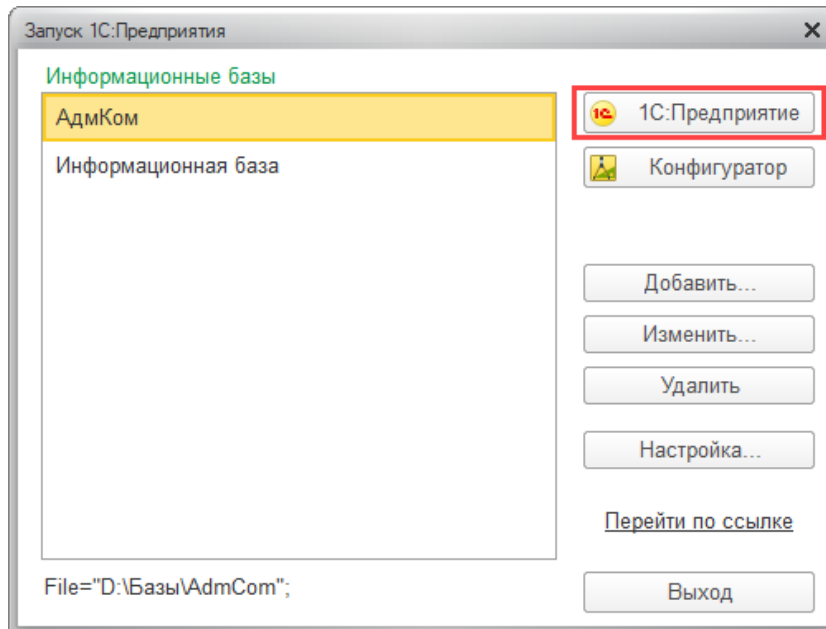 Запуск 1С:Предприятия
Информационные базы
АдмКом
Информационная база
1С:Предприятие
Конфигуратор
Добавить...
Изменить...
Удалить
Настройка...
Перейти по ссылке
File="D:\Базы\AdmCom";
Выход